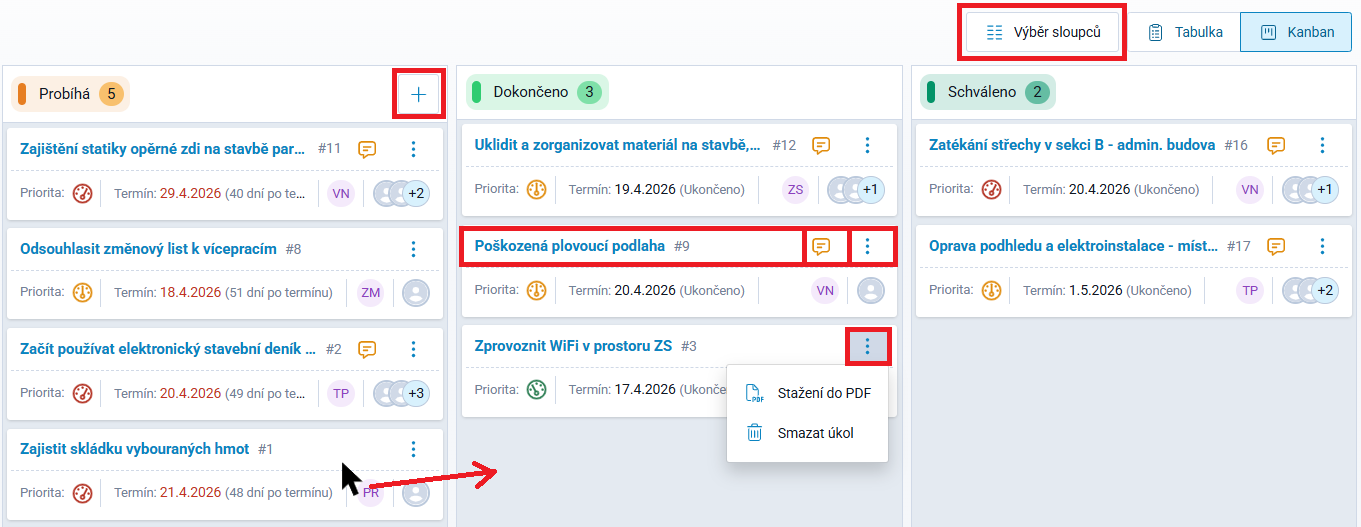 Výběr sloupců
Tabulka
Kanban
Probíhá 5
Zajištění statiky opěrné zdi na stavbě par... #11
Priorita: Termín: 29.4.2026 (40 dní po te... VN +2
Odsouhlasit změnový list k vícepracím #8
Priorita: Termín: 18.4.2026 (51 dní po termínu) ZM
Začít používat elektronický stavební deník ... #2
Priorita: Termín: 20.4.2026 (49 dní po termínu) TP +3
Zajistit skládku vybouraných hmot #1
Priorita: Termín: 21.4.2026 (48 dní po termínu) PR
Dokončeno 3
Uklidit a zorganizovat materiál na stavbě,... #12
Priorita: Termín: 19.4.2026 (Ukončeno) ZS +1
Poškozená plovoucí podlaha #9
Priorita: Termín: 20.4.2026 (Ukončeno) VN
Zprovoznit WiFi v prostoru ZS #3
Priorita: Termín: 17.4.2026 (Ukonče
PDF Stažení do PDF
Smazat úkol
Schváleno 2
Zatékání střechy v sekci B - admin. budova #16
Priorita: Termín: 20.4.2026 (Ukončeno) VN +1
Oprava podhledu a elektroinstalace - míst... #17
Priorita: Termín: 1.5.2026 (Ukončeno) TP +2